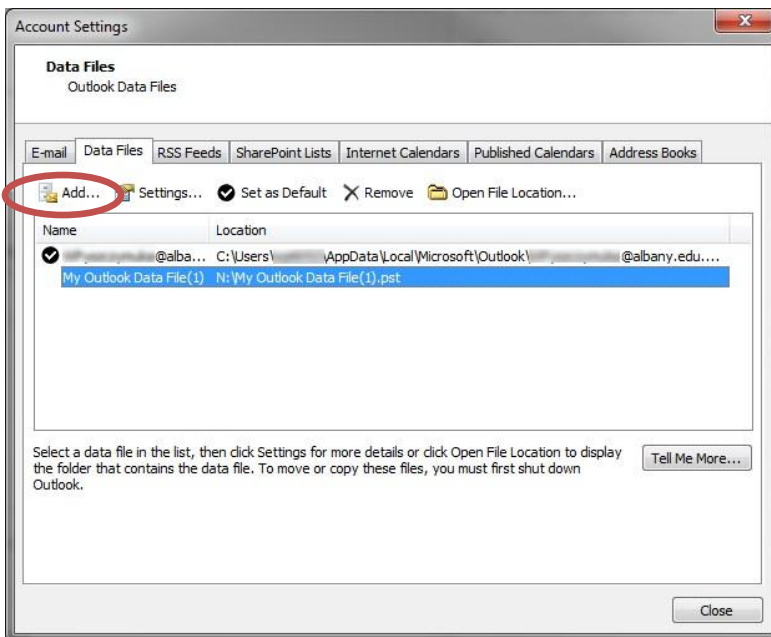 Account Settings
Data Files
Outlook Data Files
E-mail Data Files RSS Feeds SharePoint Lists Internet Calendars Published Calendars Address Books
Add... Settings... Set as Default Remove Open File Location...
Name Location
@alba... C:\Users\ \AppData\Local\Microsoft\Outlook\ @albany.edu....
My Outlook Data File(1) N:\My Outlook Data File(1).pst
Select a data file in the list, then click Settings for more details or click Open File Location to display
the folder that contains the data file. To move or copy these files, you must first shut down
Outlook.
Tell Me More...
Close